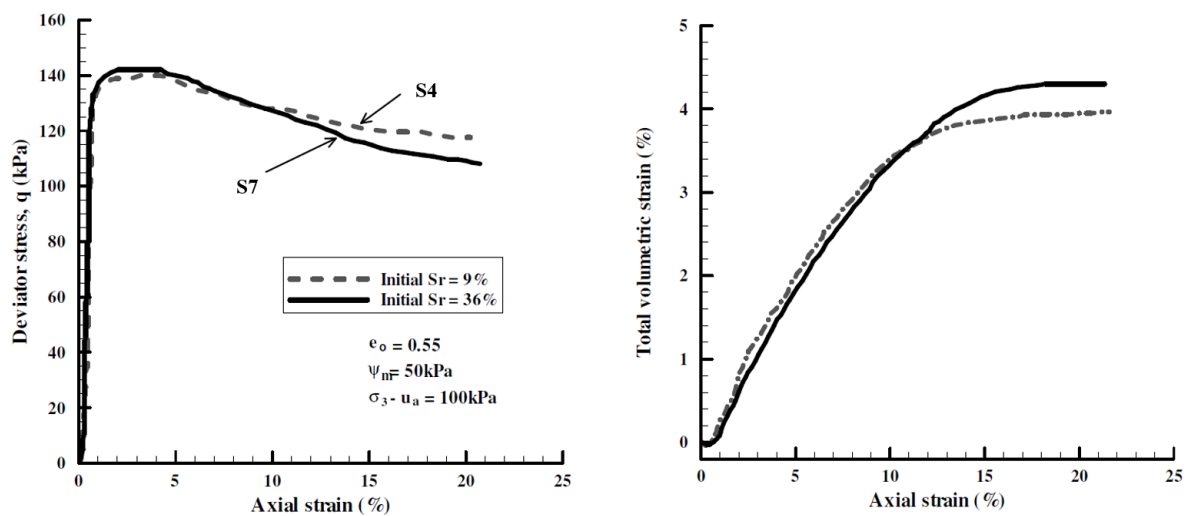 160
140
120
100
80
60
40
20
0
Deviator stress, q (kPa)
S4
S7
Initial Sr = 9%
Initial Sr = 36%
e₀ = 0.55
ψₘ= 50kPa
σ₃ - uₐ = 100kPa
0 5 10 15 20 25
Axial strain (%)
5
4
3
2
1
0
Total volumetric strain (%)
0 5 10 15 20 25
Axial strain (%)